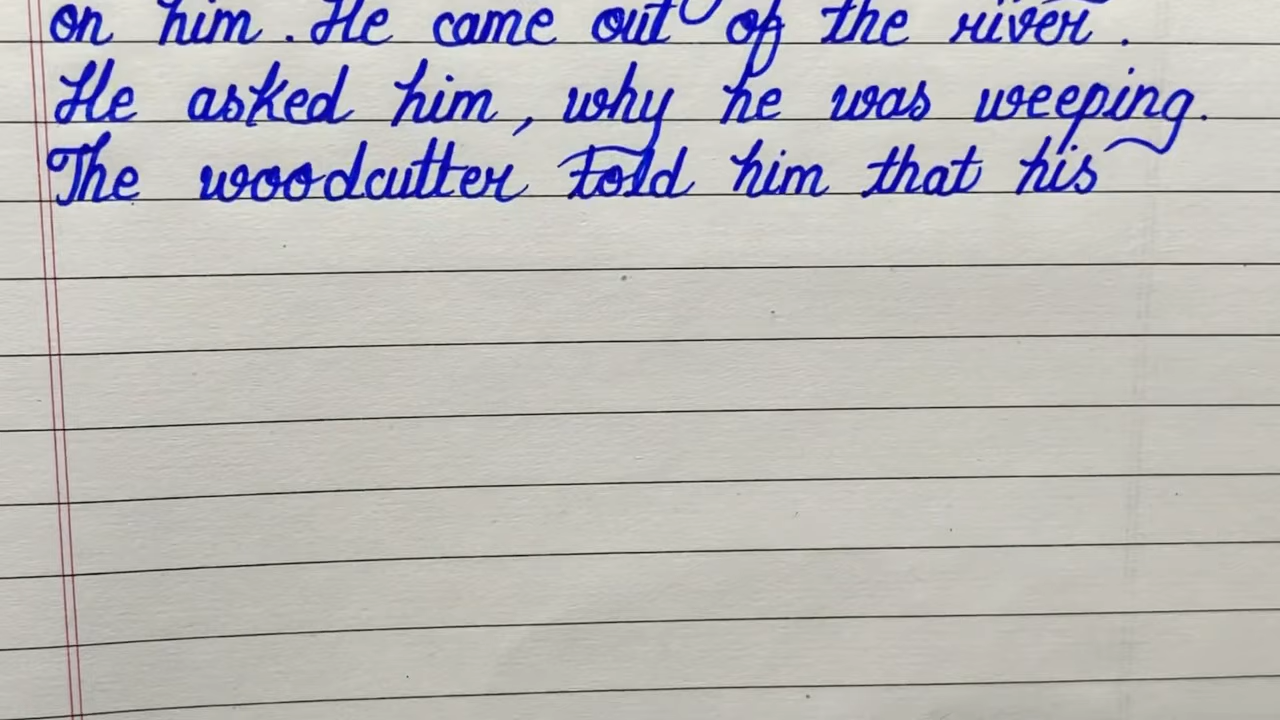 on him. He came out of the river.
He asked him, why he was weeping.
The woodcutter told him that his